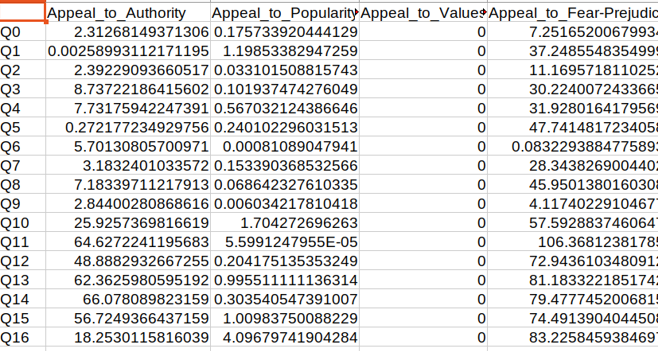 Appeal_to_Authority Appeal_to_Popularity Appeal_to_Values Appeal_to_Fear-Prejudic
Q0 2.31268149371306 0.175733920444129 0 7.2516520067993
Q1 0.00258993112171195 1.19853382947259 0 37.248554835499
Q2 2.39229093660517 0.033101508815743 0 11.169571811025
Q3 8.73722186415602 0.101937474276049 0 30.224007243366
Q4 7.73175942247391 0.567032124386646 0 31.928016417956
Q5 0.272177234929756 0.240102296031513 0 47.741481723405
Q6 5.70130805700971 0.00081089047941 0 0.083229388477589
Q7 3.1832401033572 0.153390368532566 0 28.343826900440
Q8 7.18339711217913 0.068642327610335 0 45.950138016030
Q9 2.84400280868616 0.006034217810418 0 4.1174022910467
Q10 25.9257369816619 1.704272696263 0 57.592883746064
Q11 64.6272241195683 5.5991247955E-05 0 106.368123817
Q12 48.8882932667255 0.204175135353249 0 72.943610348091
Q13 62.3625980595192 0.995511111136314 0 81.183322185174
Q14 66.078089823159 0.303540547391007 0 79.477745200681
Q15 56.7249366437159 1.00983750088229 0 74.491390404450
Q16 18.2530115816039 4.09679741904284 0 83.225845938469